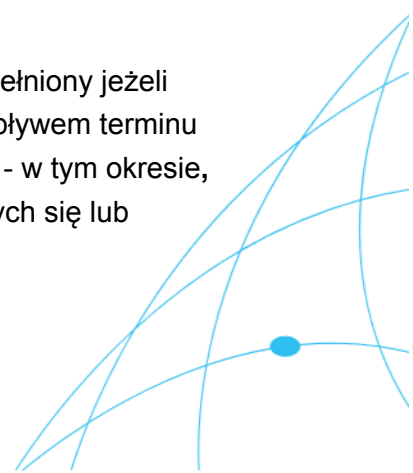 ełniony jeżeli
pływem terminu
- w tym okresie,
ych się lub